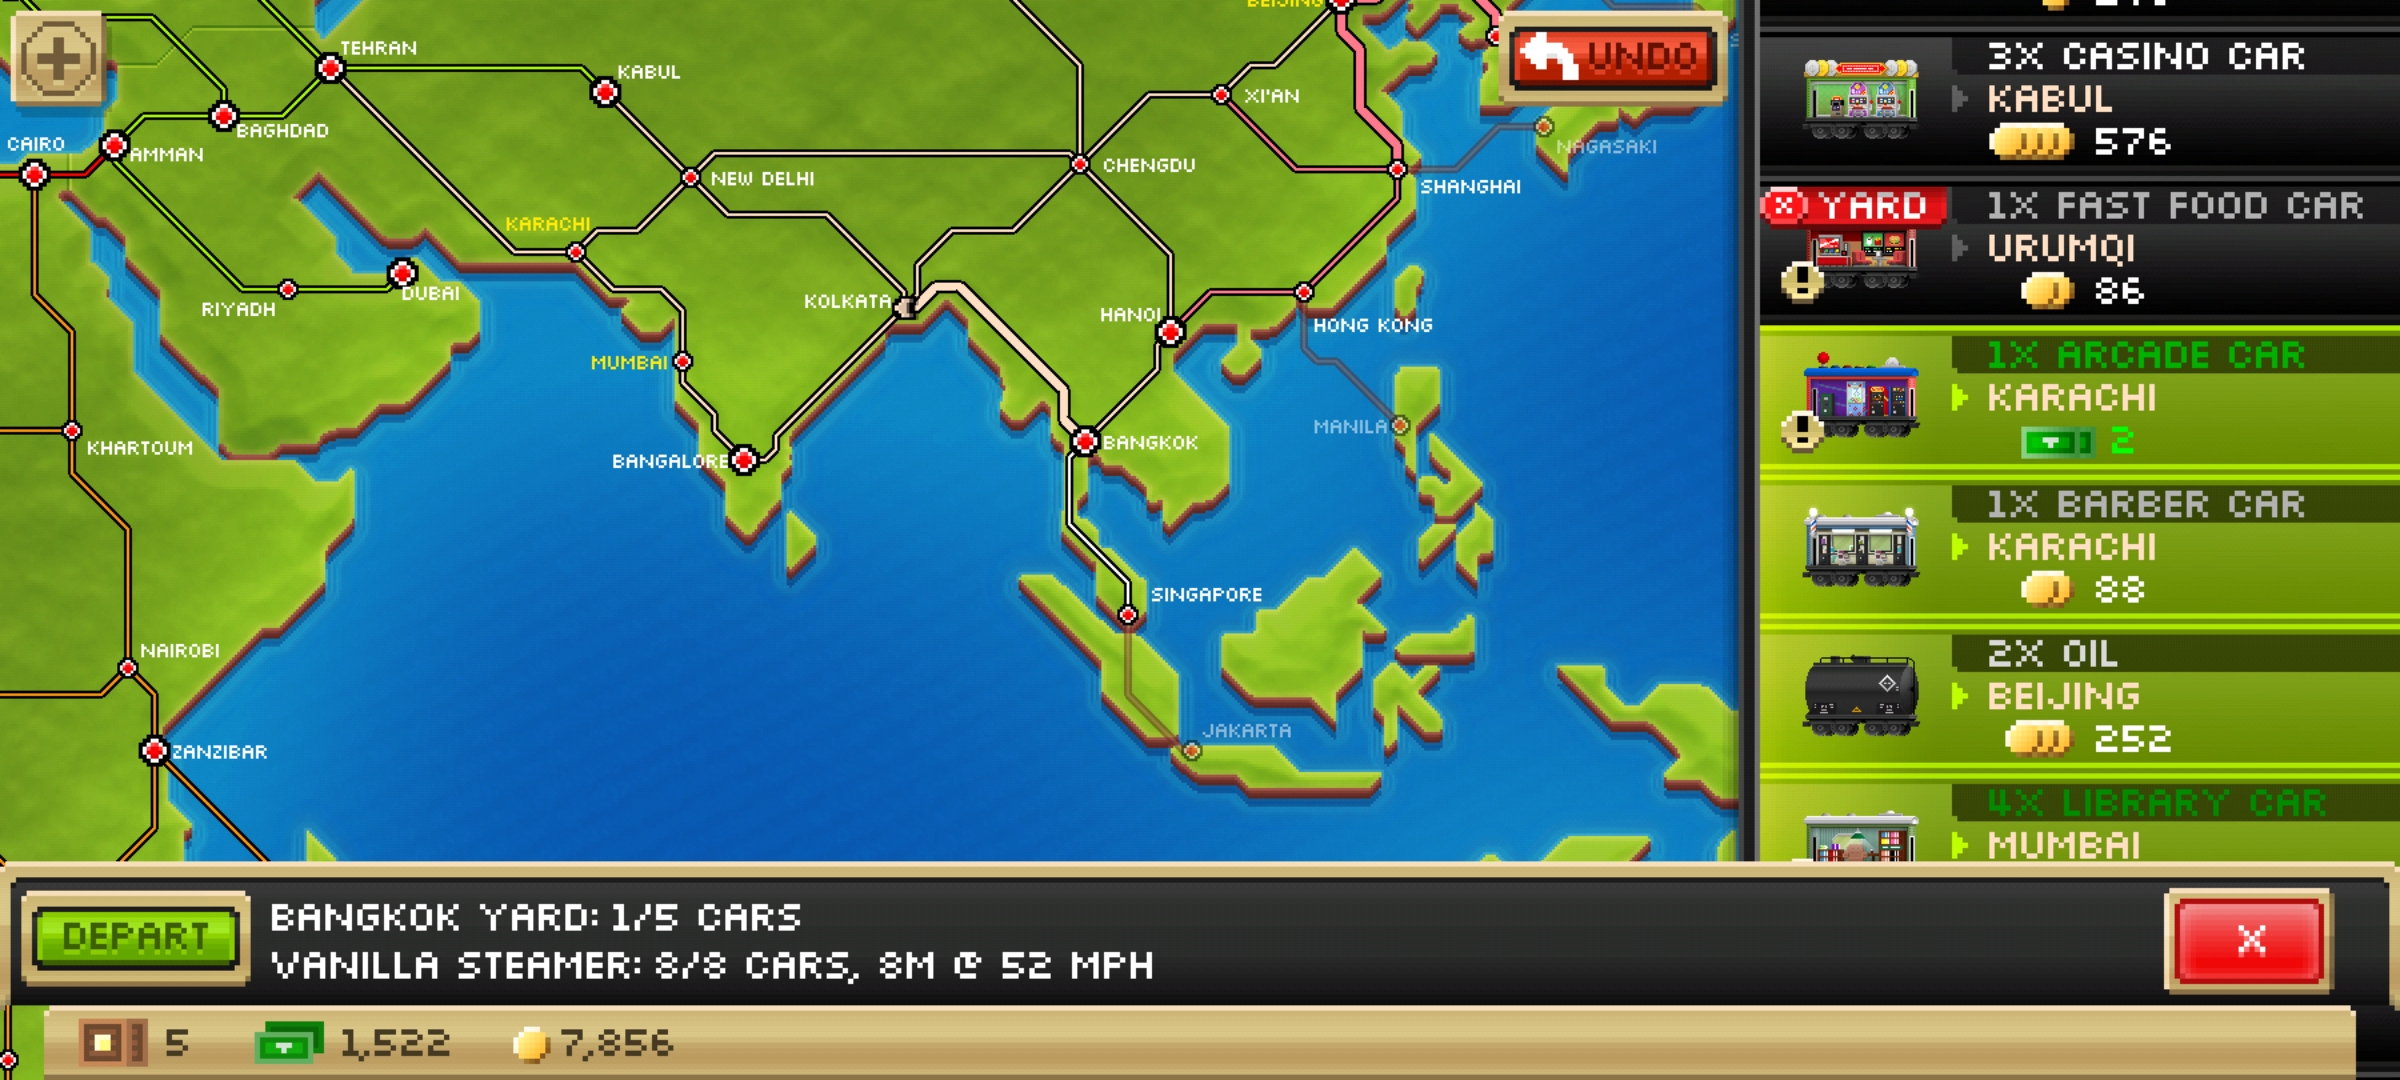 BEIJING
TEHRAN
KABUL
UNDO
XI'AN
BAGHDAD
CAIRO
AMMAN
NAGASAKI
CHENGDU
NEW DELHI
SHANGHAI
KARACHI
DUBAI
RIYADH
KOLKATA
HANOI
HONG KONG
MUMBAI
MANILA
KHARTOUM
BANGKOK
BANGALORE
SINGAPORE
NAIROBI
JAKARTA
ZANZIBAR
3X CASINO CAR
KABUL
576
X YARD
1X FAST FOOD CAR
URUMQI
86
1X ARCADE CAR
KARACHI
2
1X BARBER CAR
KARACHI
88
2X OIL
BEIJING
252
4X LIBRARY CAR
MUMBAI
DEPART
BANGKOK YARD: 1/5 CARS
VANILLA STEAMER: 8/8 CARS, 8M @ 52 MPH
X
5
1,522
7,856